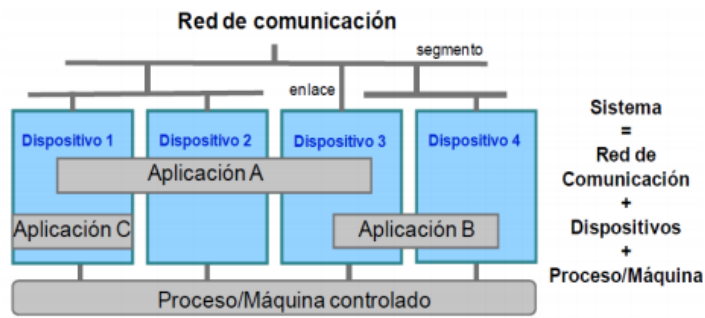 Red de comunicación
segmento
enlace
Dispositivo 1
Dispositivo 2
Dispositivo 3
Dispositivo 4
Aplicación A
Aplicación C
Aplicación B
Proceso/Máquina controlado
Sistema
=
Red de
Comunicación
+
Dispositivos
+
Proceso/Máquina